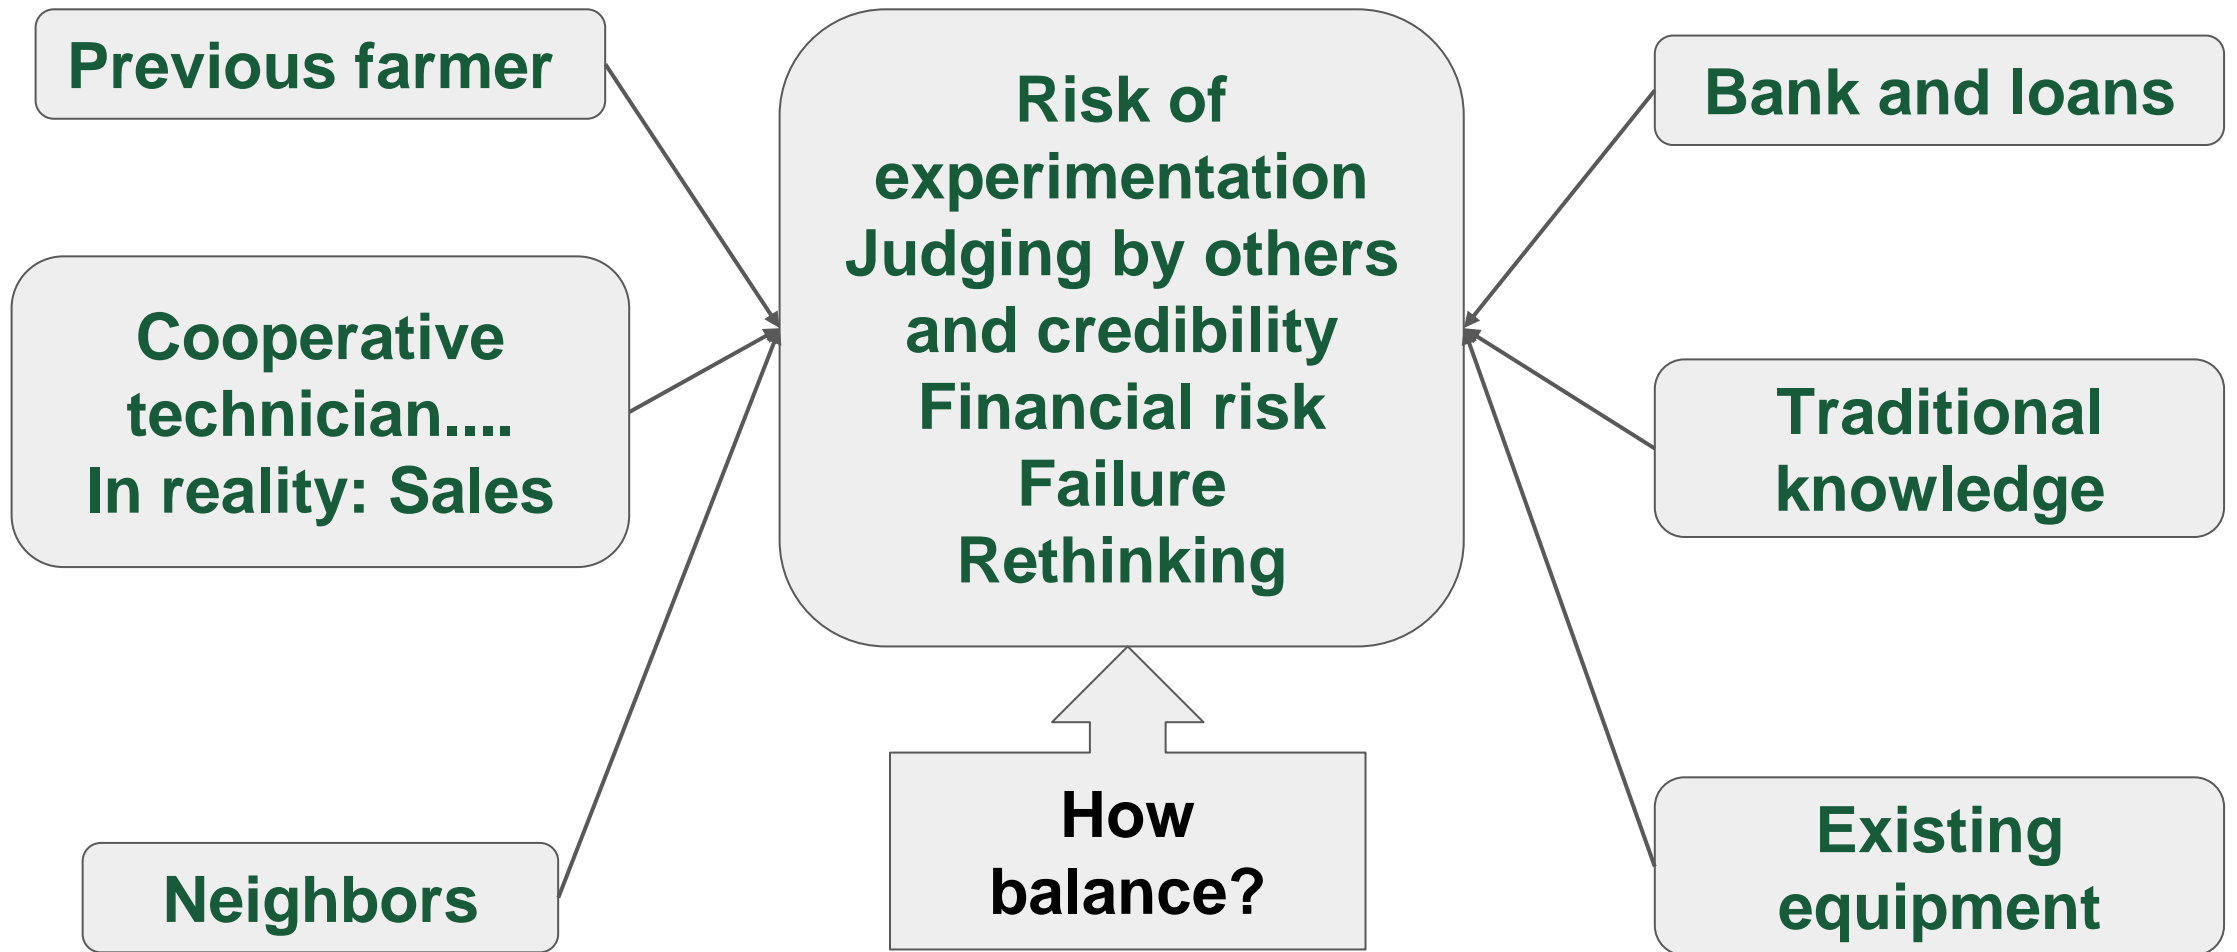 Previous farmer
Cooperative
technician....
In reality: Sales
Neighbors
Risk of
experimentation
Judging by others
and credibility
Financial risk
Failure
Rethinking
How
balance?
Bank and loans
Traditional
knowledge
Existing
equipment